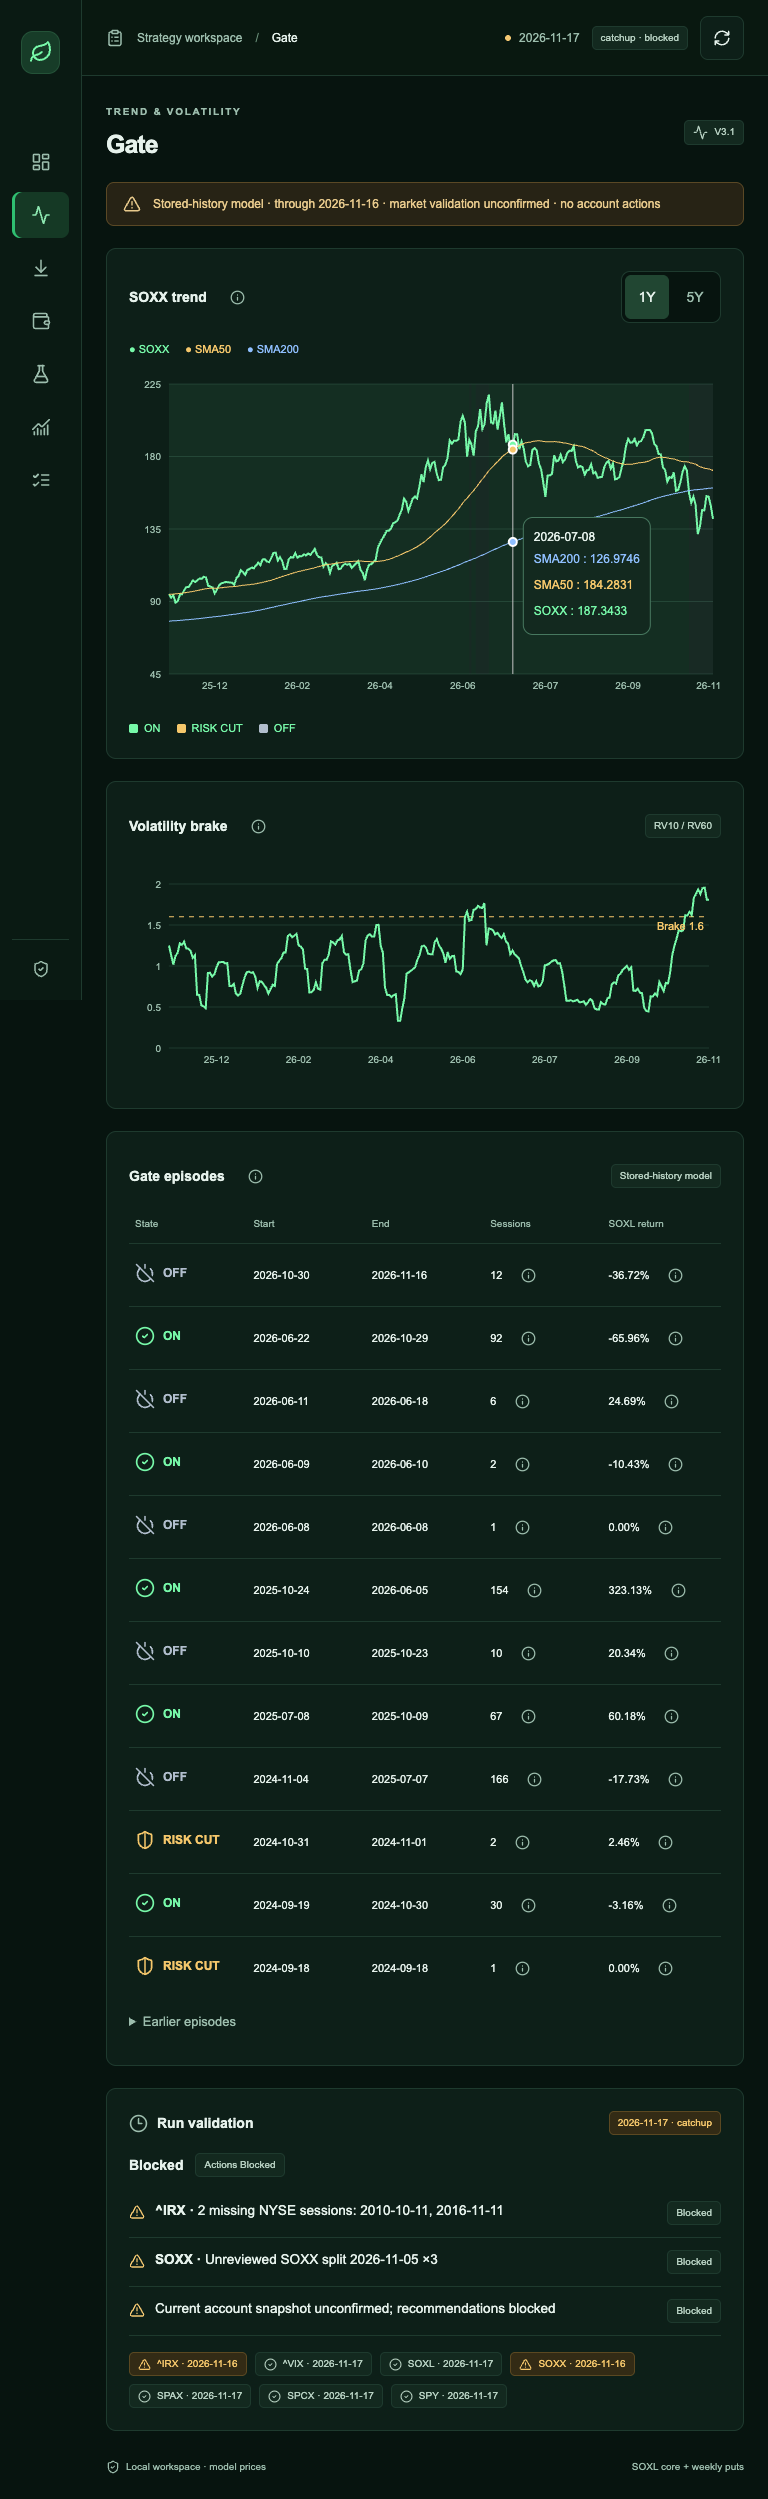 Strategy workspace / Gate
2026-11-17
catchup · blocked
TREND & VOLATILITY
Gate
V3.1
Stored-history model · through 2026-11-16 · market validation unconfirmed · no account actions
SOXX trend
1Y 5Y
SOXX SMA50 SMA200
225
180
135
90
45
2026-07-08
SMA200 : 126.9746
SMA50 : 184.2831
SOXX : 187.3433
25-12 26-02 26-04 26-06 26-07 26-09 26-11
ON RISK CUT OFF
Volatility brake
RV10 / RV60
2
1.5
1
0.5
0
Brake 1.6
25-12 26-02 26-04 26-06 26-07 26-09 26-11
Gate episodes
Stored-history model
State Start End Sessions SOXL return
OFF 2026-10-30 2026-11-16 12 -36.72%
ON 2026-06-22 2026-10-29 92 -65.96%
OFF 2026-06-11 2026-06-18 6 24.69%
ON 2026-06-09 2026-06-10 2 -10.43%
OFF 2026-06-08 2026-06-08 1 0.00%
ON 2025-10-24 2026-06-05 154 323.13%
OFF 2025-10-10 2025-10-23 10 20.34%
ON 2025-07-08 2025-10-09 67 60.18%
OFF 2024-11-04 2025-07-07 166 -17.73%
RISK CUT 2024-10-31 2024-11-01 2 2.46%
ON 2024-09-19 2024-10-30 30 -3.16%
RISK CUT 2024-09-18 2024-09-18 1 0.00%
Earlier episodes
Run validation
2026-11-17 · catchup
Blocked Actions Blocked
^IRX · 2 missing NYSE sessions: 2010-10-11, 2016-11-11 Blocked
SOXX · Unreviewed SOXX split 2026-11-05 ×3 Blocked
Current account snapshot unconfirmed; recommendations blocked Blocked
^IRX · 2026-11-16 ^VIX · 2026-11-17 SOXL · 2026-11-17 SOXX · 2026-11-16
SPAX · 2026-11-17 SPCX · 2026-11-17 SPY · 2026-11-17
Local workspace · model prices
SOXL core + weekly puts